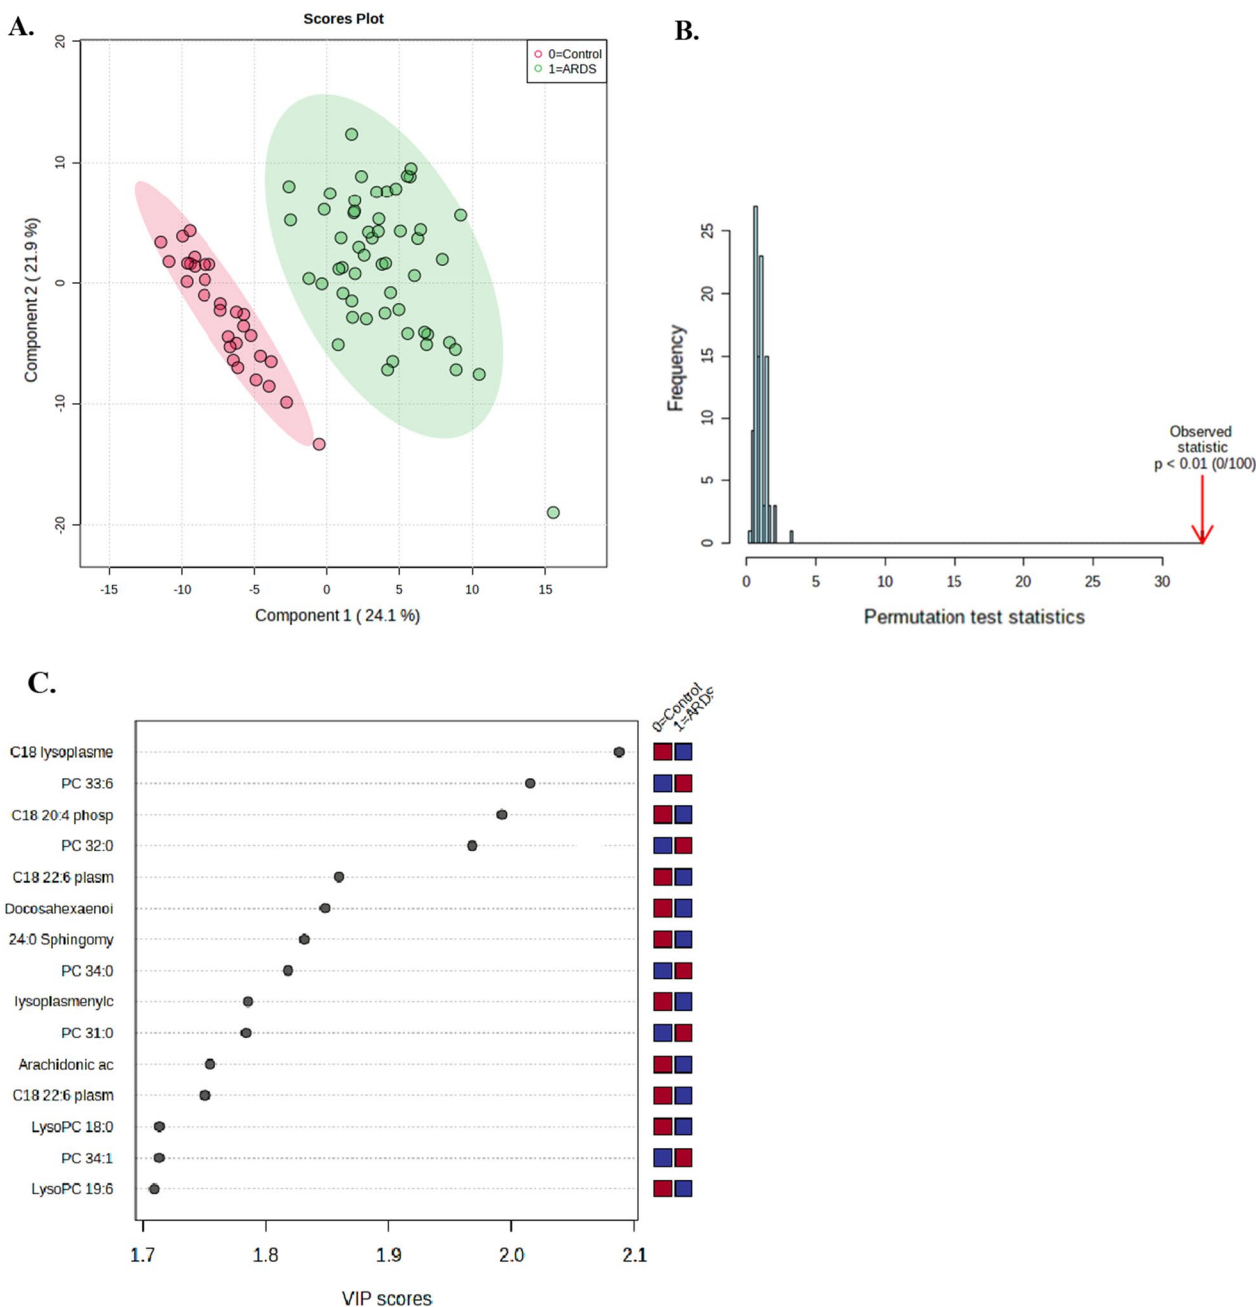 A.
Scores Plot
0=Control
1=ARDS
20
10
0
-10
-20
Component 2 ( 21.9 %)
-15 -10 -5 0 5 10 15
Component 1 ( 24.1 %)
B.
25
20
15
10
5
0
Frequency
Observed
statistic
p < 0.01 (0/100)
0 5 10 15 20 25 30
Permutation test statistics
C.
0=Control
1=ARDS
C18 lysoplasme
PC 33:6
C18 20:4 phosp
PC 32:0
C18 22:6 plasm
Docosahexaenoi
24:0 Sphingomy
PC 34:0
lysoplasmenylc
PC 31:0
Arachidonic ac
C18 22:6 plasm
LysoPC 18:0
PC 34:1
LysoPC 19:6
1.7 1.8 1.9 2.0 2.1
VIP scores